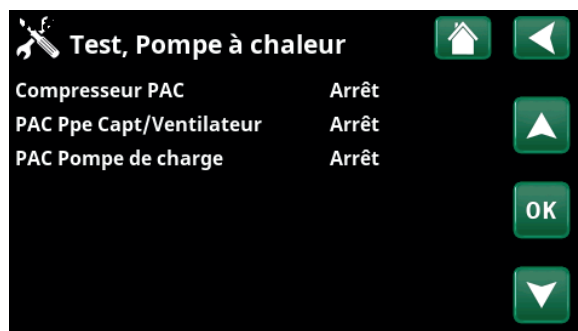 Test, Pompe à chaleur
Compresseur PAC Arrêt
PAC Ppe Capt/Ventilateur Arrêt
PAC Pompe de charge Arrêt
OK